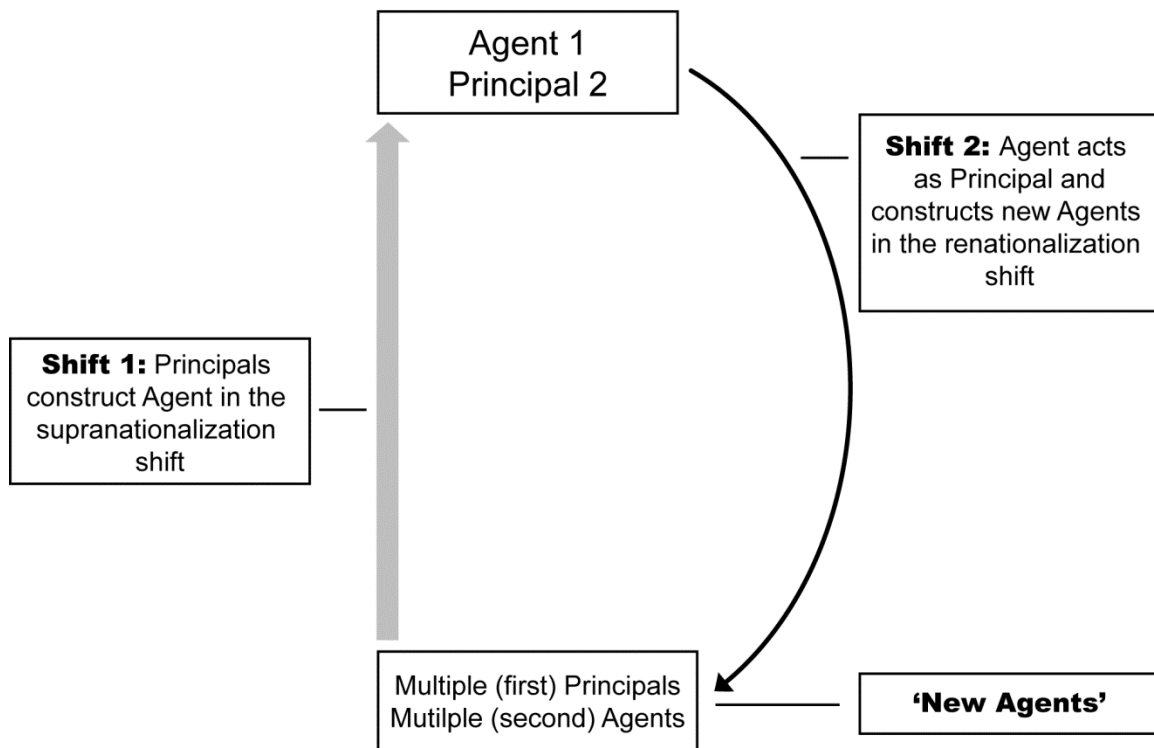 Agent 1
Principal 2
Shift 2: Agent acts
as Principal and
constructs new Agents
in the renationalization
shift
Shift 1: Principals
construct Agent in the
supranationalization
shift
Multiple (first) Principals
Mutilple (second) Agents
‘New Agents’